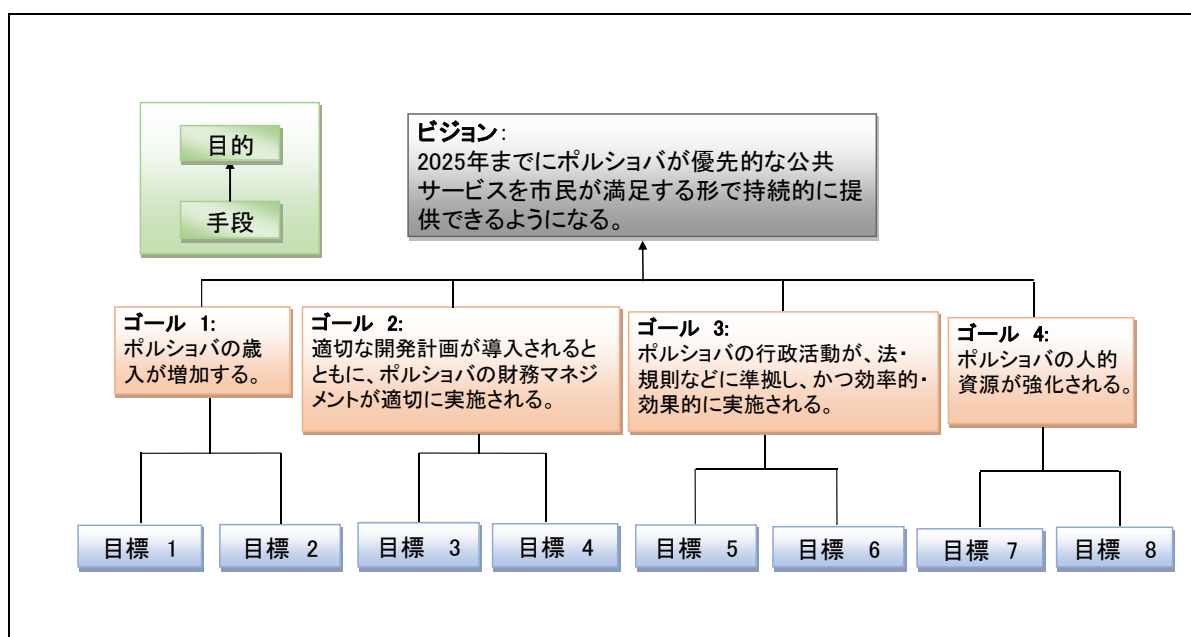 目的
手段
ビジョン:
2025年までにポルショバが優先的な公共
サービスを市民が満足する形で持続的に提
供できるようになる。
ゴール 1:
ポルショバの歳
入が増加する。
ゴール 2:
適切な開発計画が導入されると
ともに、ポルショバの財務マネジ
メントが適切に実施される。
ゴール 3:
ポルショバの行政活動が、法・
規則などに準拠し、かつ効率的・
効果的に実施される。
ゴール 4:
ポルショバの人的
資源が強化される。
目標 1
目標 2
目標 3
目標 4
目標 5
目標 6
目標 7
目標 8